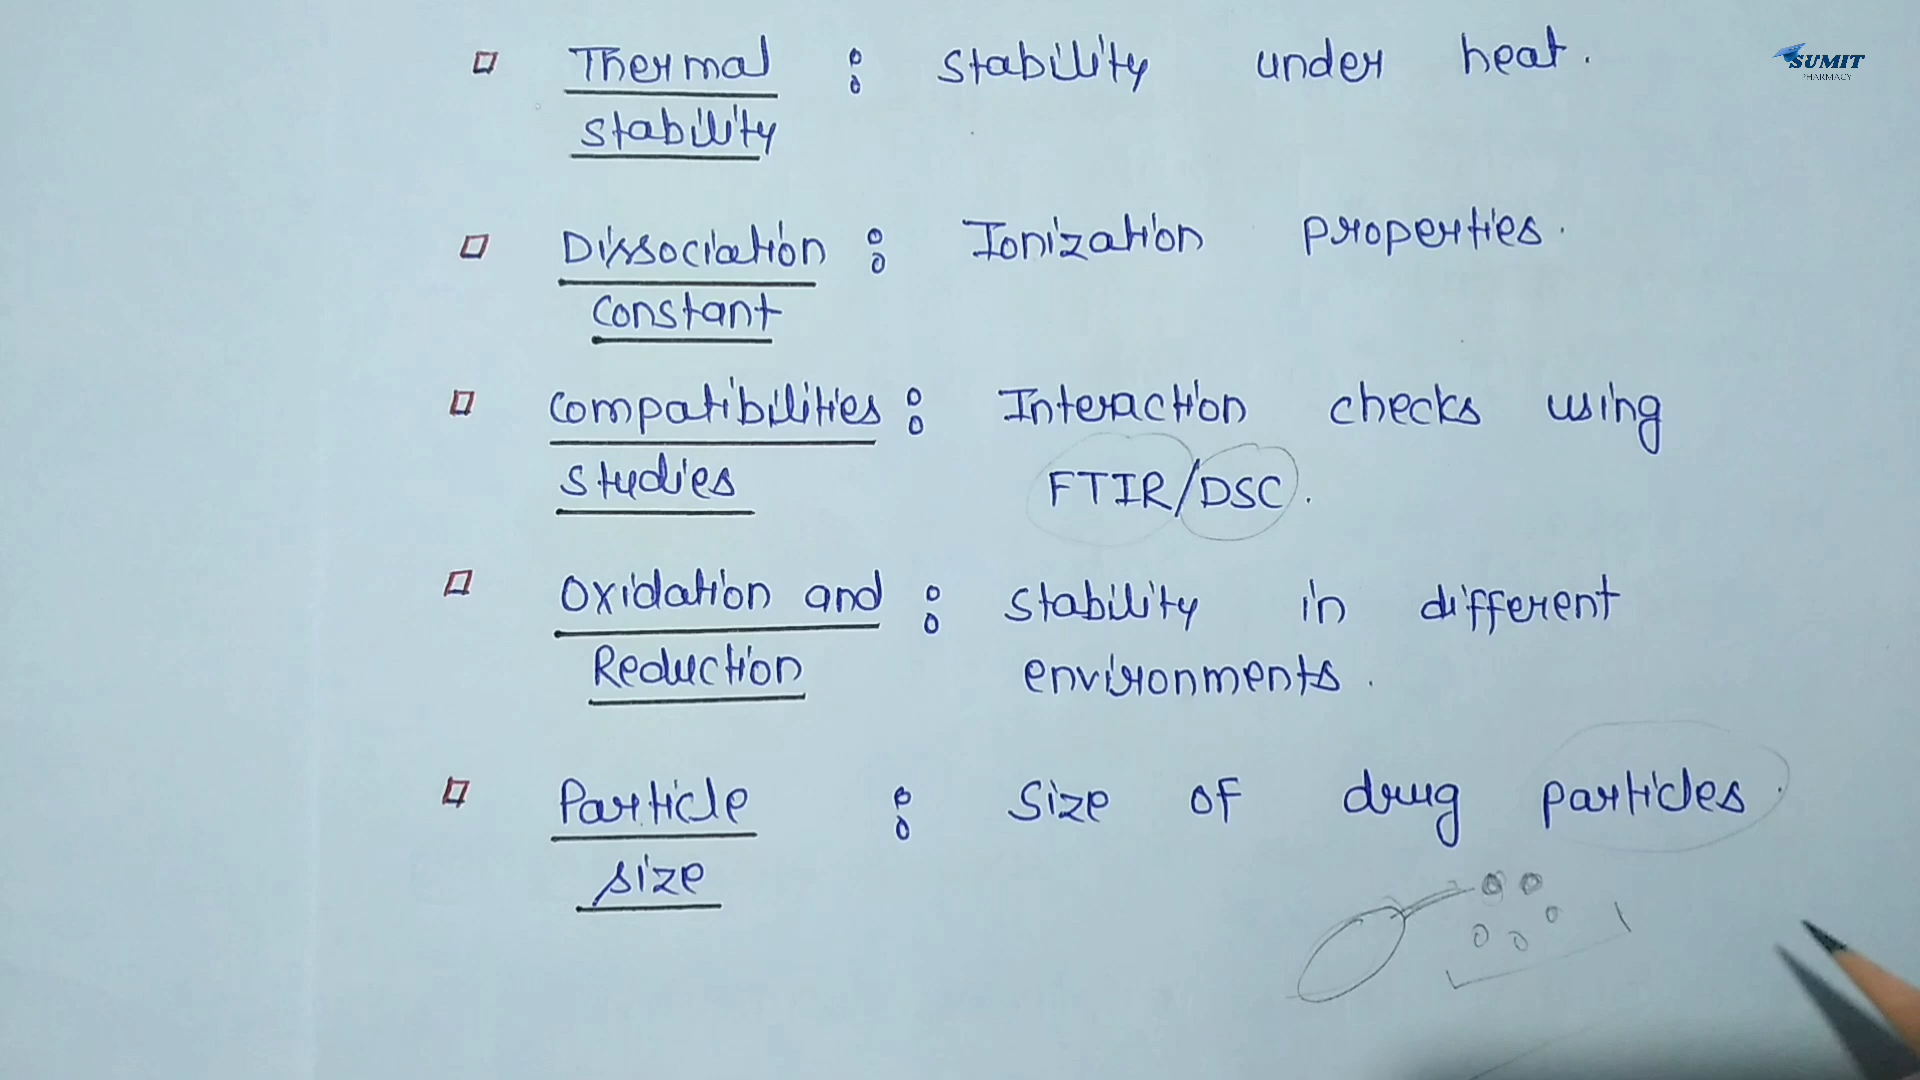 Thermal : stability under heat.
stability
Dissociation : Ionization properties.
Constant
Compatibilities : Interaction checks using
studies FTIR/DSC.
Oxidation and : stability in different
Reduction environments.
Particle : Size of drug particles.
size
SUMIT
PHARMACY